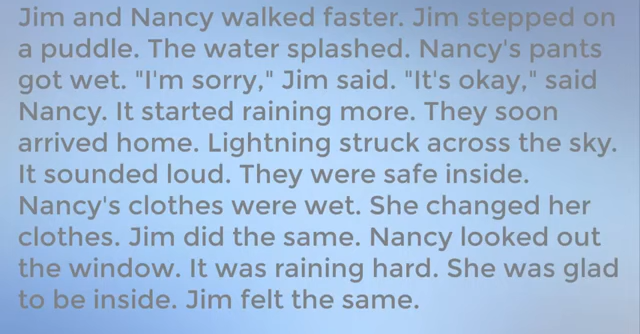 Jim and Nancy walked faster. Jim stepped on
a puddle. The water splashed. Nancy's pants
got wet. "I'm sorry," Jim said. "It's okay," said
Nancy. It started raining more. They soon
arrived home. Lightning struck across the sky.
It sounded loud. They were safe inside.
Nancy's clothes were wet. She changed her
clothes. Jim did the same. Nancy looked out
the window. It was raining hard. She was glad
to be inside. Jim felt the same.